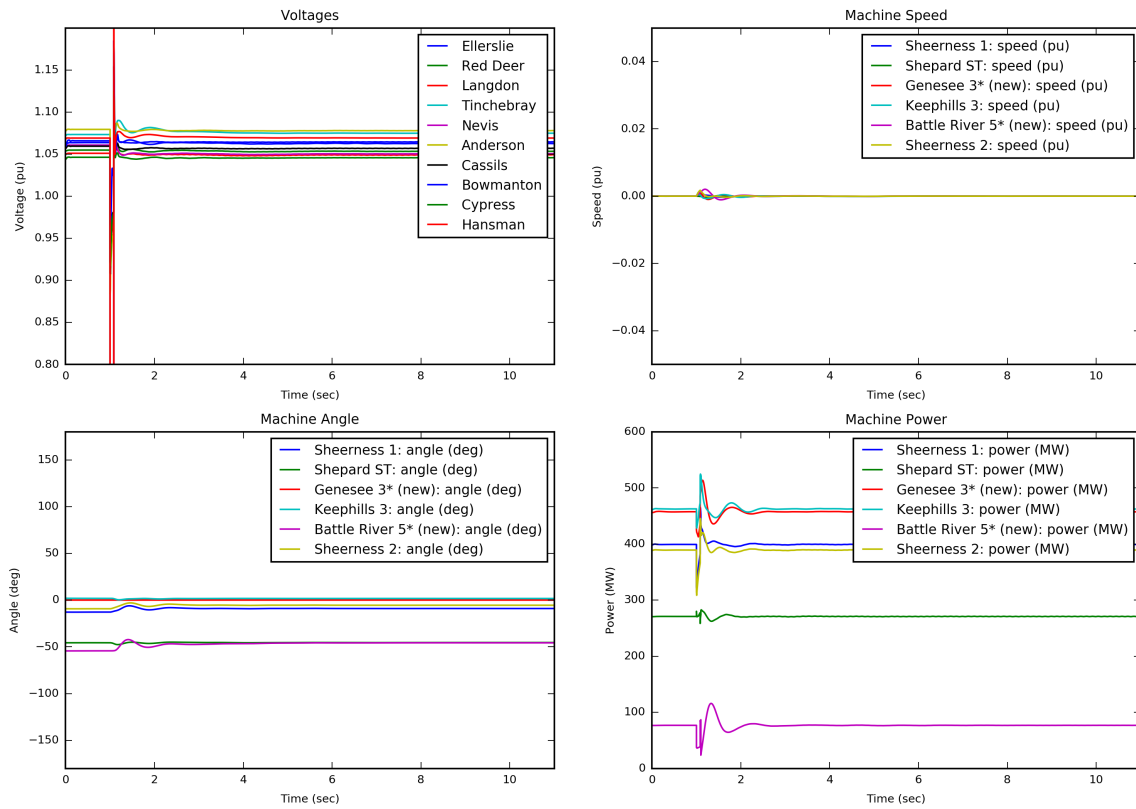 Voltages
Voltage (pu)
1.15
1.10
1.05
1.00
0.95
0.90
0.85
0.80
0
2
4
6
8
10
Time (sec)
Ellerslie
Red Deer
Langdon
Tinchebray
Nevis
Anderson
Cassils
Bowmanton
Cypress
Hansman
Machine Speed
Speed (pu)
0.04
0.02
0.00
−0.02
−0.04
0
2
4
6
8
10
Time (sec)
Sheerness 1: speed (pu)
Shepard ST: speed (pu)
Genesee 3* (new): speed (pu)
Keephills 3: speed (pu)
Battle River 5* (new): speed (pu)
Sheerness 2: speed (pu)
Machine Angle
Angle (deg)
150
100
50
0
−50
−100
−150
0
2
4
6
8
10
Time (sec)
Sheerness 1: angle (deg)
Shepard ST: angle (deg)
Genesee 3* (new): angle (deg)
Keephills 3: angle (deg)
Battle River 5* (new): angle (deg)
Sheerness 2: angle (deg)
Machine Power
Power (MW)
600
500
400
300
200
100
0
0
2
4
6
8
10
Time (sec)
Sheerness 1: power (MW)
Shepard ST: power (MW)
Genesee 3* (new): power (MW)
Keephills 3: power (MW)
Battle River 5* (new): power (MW)
Sheerness 2: power (MW)